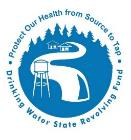 Protect Our Health from Source to Tap
Drinking Water State Revolving Fund